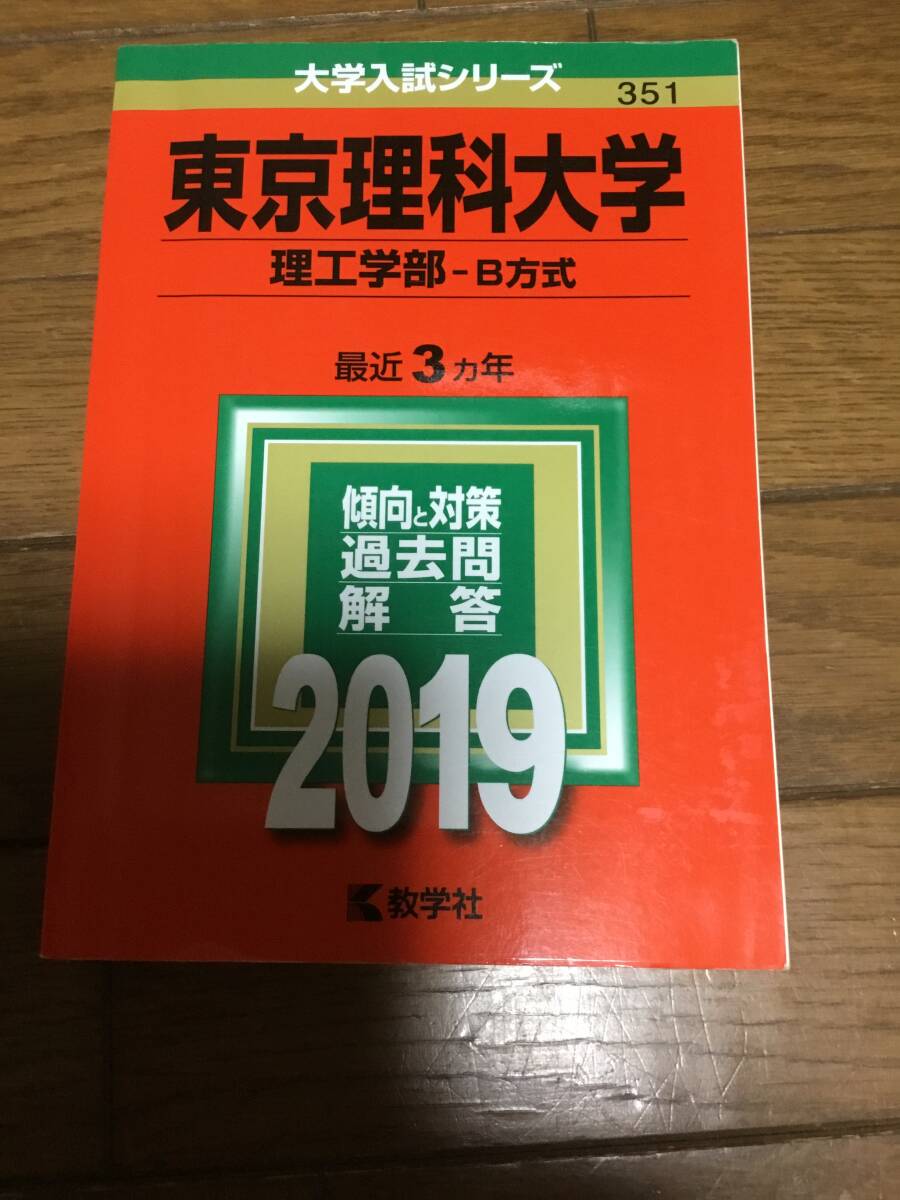 大学入試シリーズ
351
東京理科大学
理工学部-B方式
最近3ヵ年
傾向と対策
過去問
解答
2019
教学社